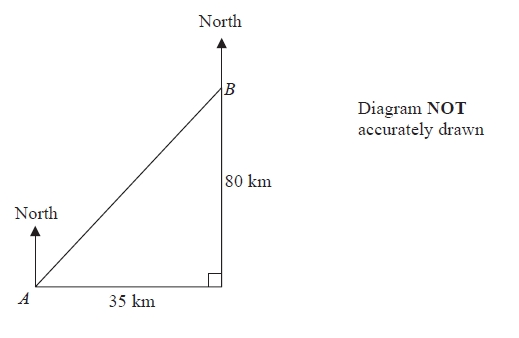 North
B
Diagram NOT
accurately drawn
80 km
North
A
35 km